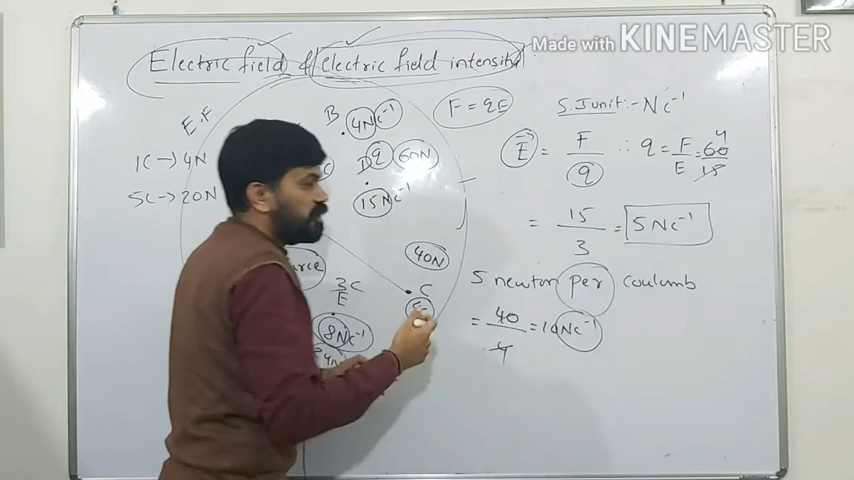 Made with KINEMASTER
Electric field & electric field intensity
E, F
1C → 4N
5C → 20N
B
4NC⁻¹
D q 60N
15NC⁻¹
40N
C
3C
E
8NC⁻¹
F = qE
S.I unit:- NC⁻¹
E = F/q ∴ q = F/E = 60/15 4
= 15/3 = 5NC⁻¹
5 newton per coulomb
= 40/4 = 10NC⁻¹